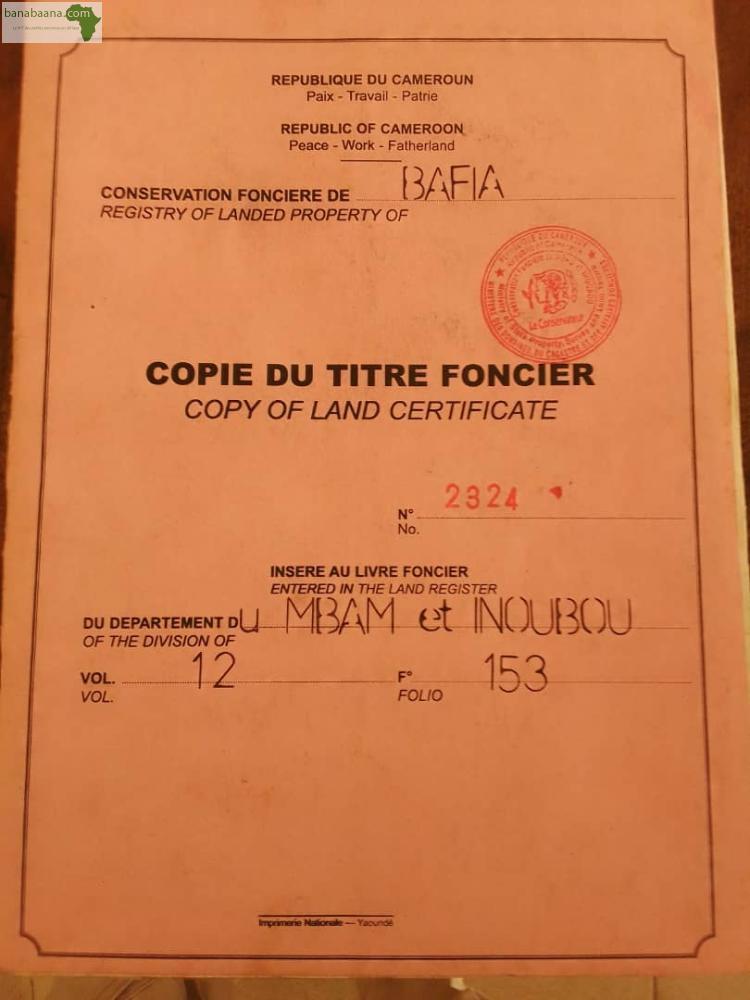 banabaana.com
REPUBLIQUE DU CAMEROUN
Paix - Travail - Patrie
REPUBLIC OF CAMEROON
Peace - Work - Fatherland
CONSERVATION FONCIERE DE BAFIA
REGISTRY OF LANDED PROPERTY OF
Le Conservateur
COPIE DU TITRE FONCIER
COPY OF LAND CERTIFICATE
N° 2324
No.
INSERE AU LIVRE FONCIER
ENTERED IN THE LAND REGISTER
DU DEPARTEMENT Du MBAM et INOUBOU
OF THE DIVISION OF
VOL. 12 F° 153
VOL. FOLIO
Imprimerie Nationale — Yaoundé